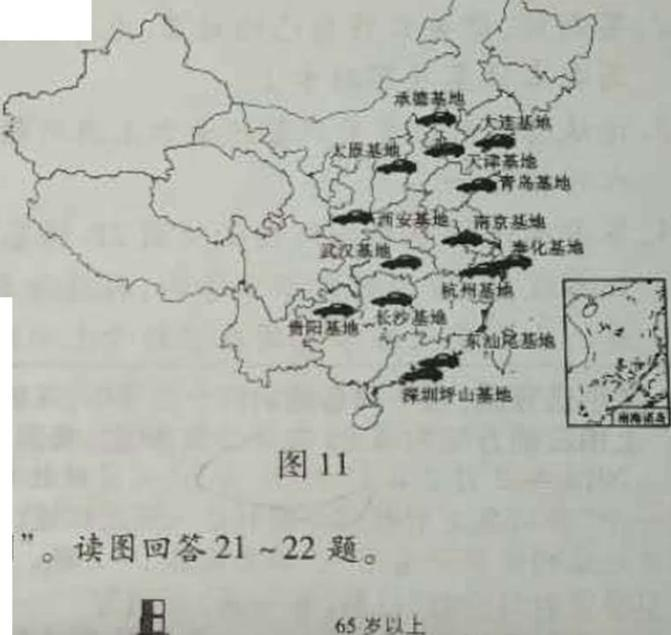 承德基地
大连基地
太原基地
天津基地
青岛基地
西安基地
南京基地
武汉基地
奉化基地
杭州基地
贵阳基地
长沙基地
东汕尾基地
深圳坪山基地
南海诸岛
图 11
”。读图回答 21 ~ 22 题。
65 岁以上